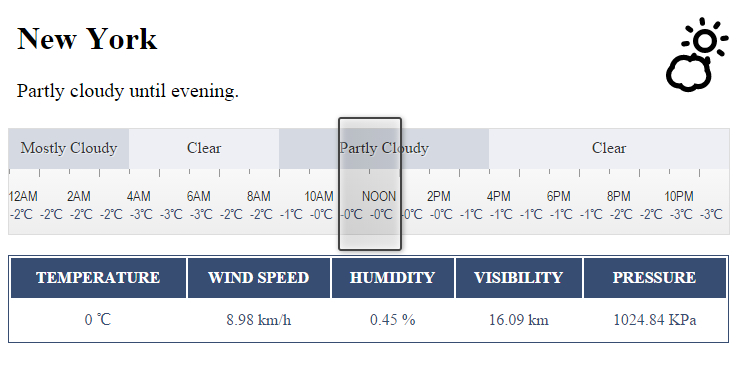 New York
Partly cloudy until evening.
Mostly Cloudy Clear Partly Cloudy Clear
12AM 2AM 4AM 6AM 8AM 10AM NOON 2PM 4PM 6PM 8PM 10PM
-2℃ -2℃ -2℃ -2℃ -3℃ -3℃ -3℃ -2℃ -2℃ -1℃ -0℃ -0℃ -0℃ -0℃ -0℃ -1℃ -1℃ -1℃ -1℃ -1℃ -2℃ -2℃ -3℃ -3℃
TEMPERATURE WIND SPEED HUMIDITY VISIBILITY PRESSURE
0 ℃ 8.98 km/h 0.45 % 16.09 km 1024.84 KPa